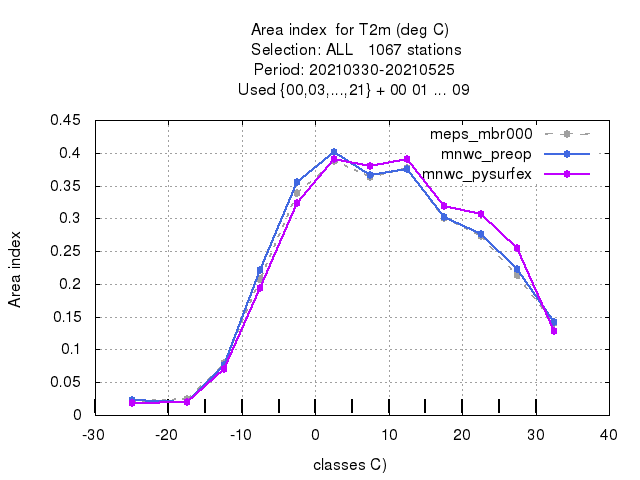 Area index  for T2m (deg C)
Selection: ALL   1067 stations
Period: 20210330-20210525
Used {00,03,...,21} + 00 01 ... 09
meps_mbr000
mnwc_preop
mnwc_pysurfex
Area index
0.45
0.4
0.35
0.3
0.25
0.2
0.15
0.1
0.05
0
-30 -20 -10 0 10 20 30 40
classes C)